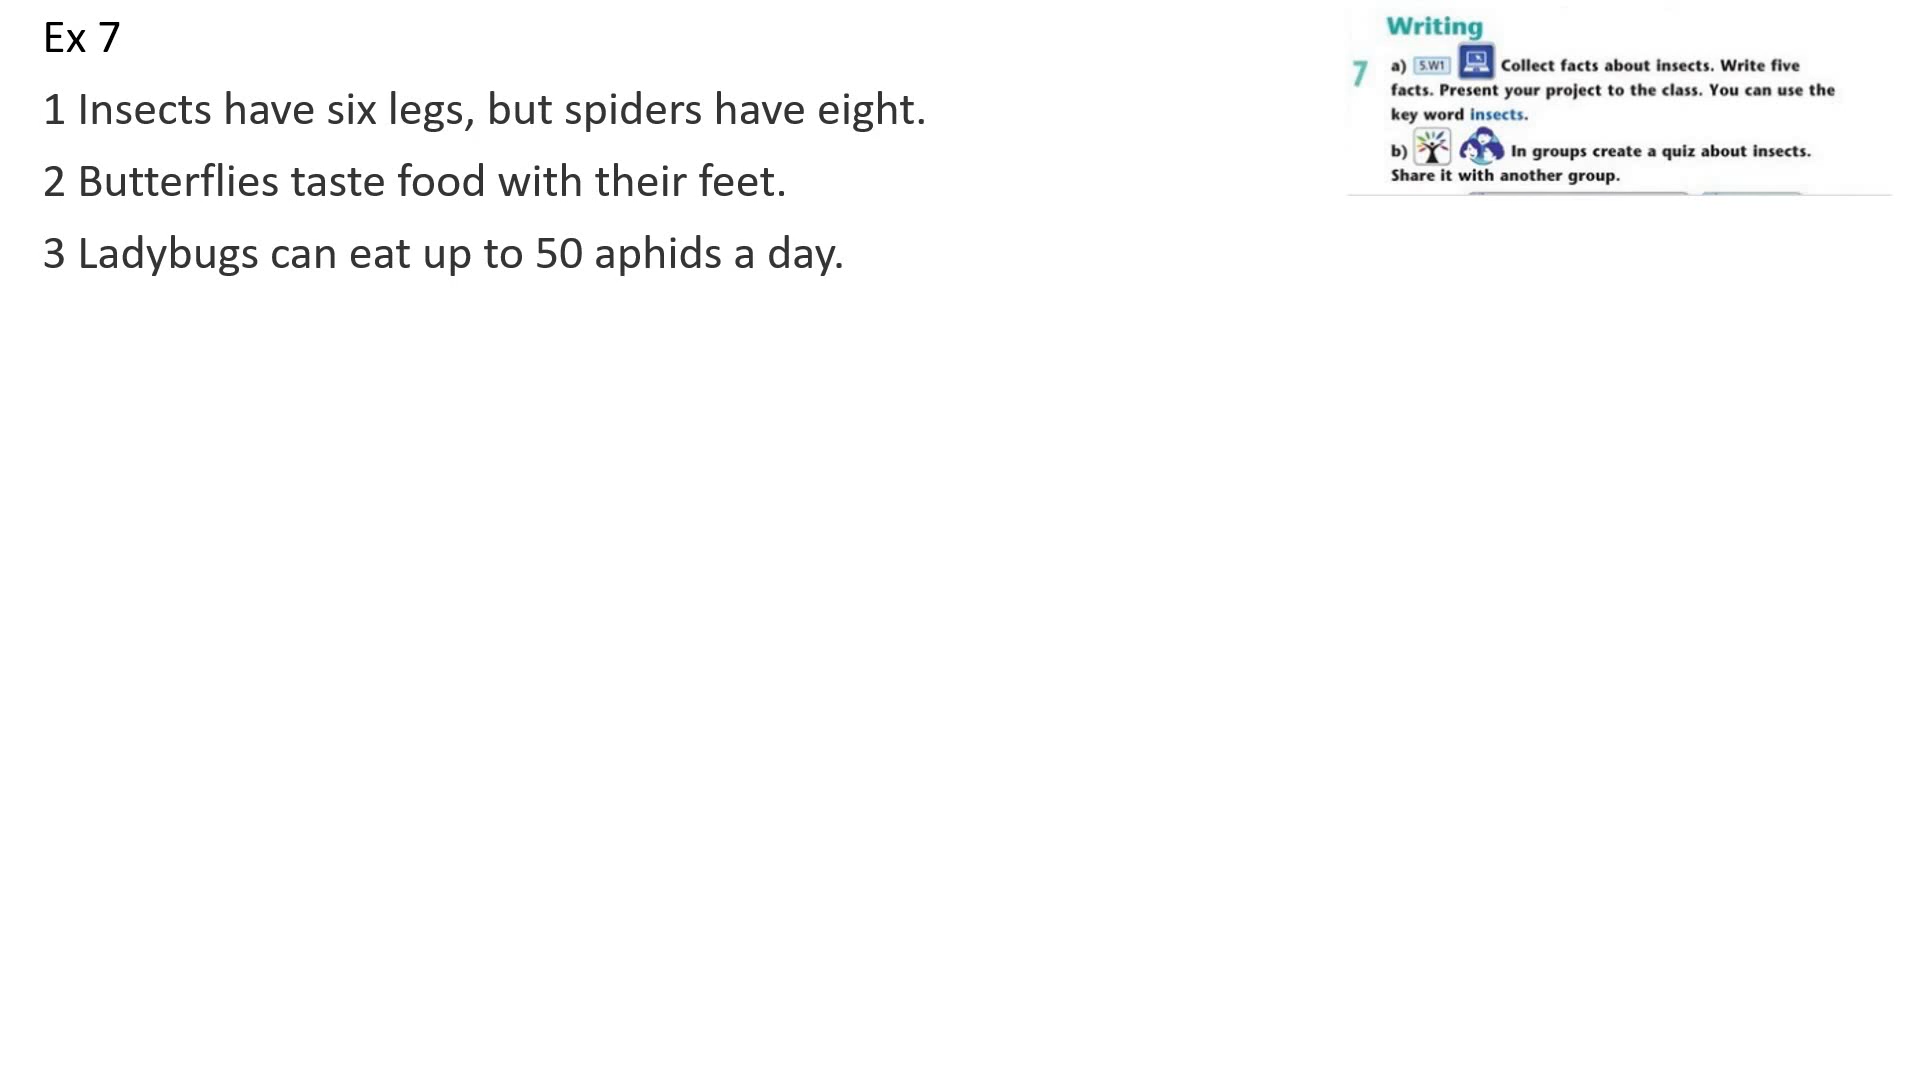 Ex 7
1 Insects have six legs, but spiders have eight.
2 Butterflies taste food with their feet.
3 Ladybugs can eat up to 50 aphids a day.
Writing
7 a) 5.W1 Collect facts about insects. Write five
facts. Present your project to the class. You can use the
key word insects.
b) In groups create a quiz about insects.
Share it with another group.